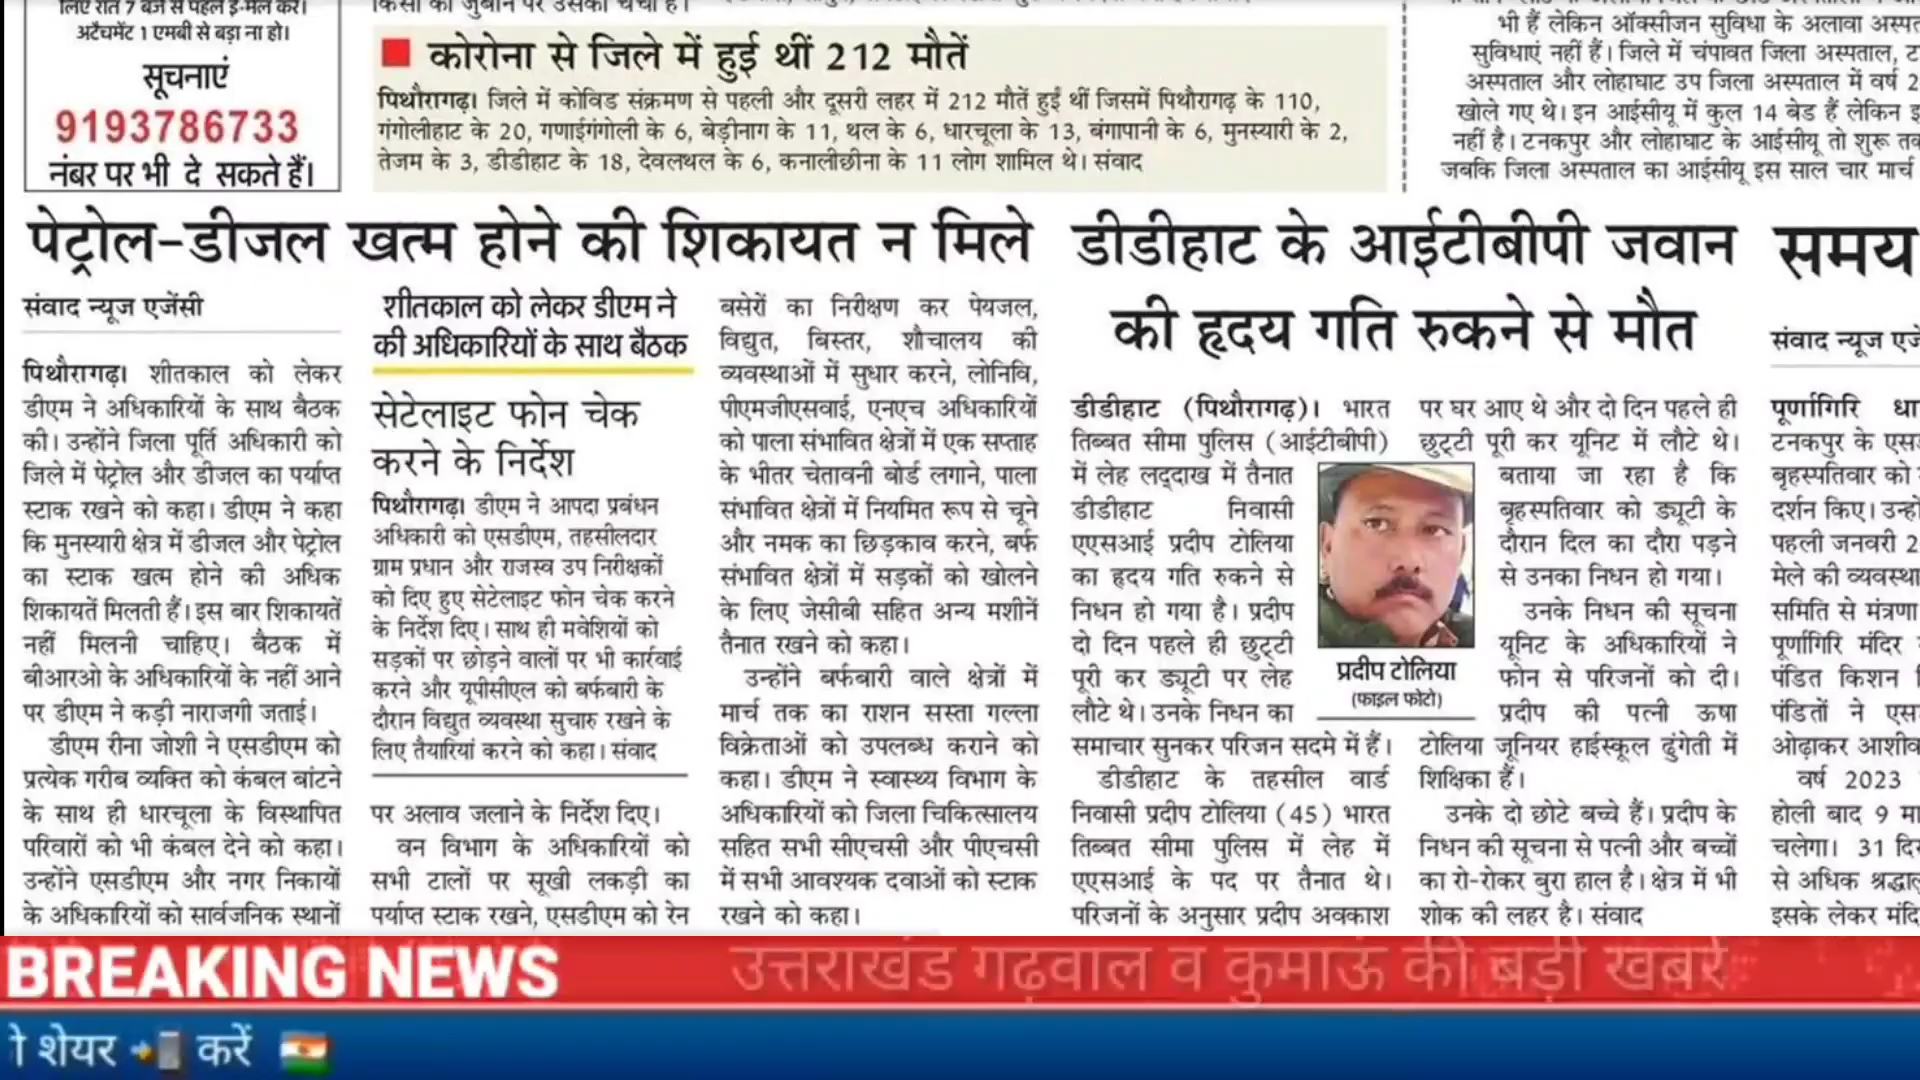 लिए रात 7 बजे से पहले ई-मेल करें।
अटैचमेंट 1 एमबी से बड़ा ना हो।
सूचनाएं
9193786733
नंबर पर भी दे सकते हैं।
■ कोरोना से जिले में हुई थीं 212 मौतें
पिथौरागढ़। जिले में कोविड संक्रमण से पहली और दूसरी लहर में 212 मौतें हुई थीं जिसमें पिथौरागढ़ के 110,
गंगोलीहाट के 20, गणाईगंगोली के 6, बेड़ीनाग के 11, थल के 6, धारचूला के 13, बंगापानी के 6, मुनस्यारी के 2,
तेजम के 3, डीडीहाट के 18, देवलथल के 6, कनालीछीना के 11 लोग शामिल थे। संवाद
भी हैं लेकिन ऑक्सीजन सुविधा के अलावा
सुविधाएं नहीं हैं। जिले में चंपावत जिला अस्पताल,
अस्पताल और लोहाघाट उप जिला अस्पताल में वर्ष 2
खोले गए थे। इन आईसीयू में कुल 14 बेड हैं लेकिन
नहीं है। टनकपुर और लोहाघाट के आईसीयू तो शुरू
जबकि जिला अस्पताल का आईसीयू इस साल चार मार्च
पेट्रोल-डीजल खत्म होने की शिकायत न मिले
संवाद न्यूज एजेंसी
पिथौरागढ़। शीतकाल को लेकर
डीएम ने अधिकारियों के साथ बैठक
की। उन्होंने जिला पूर्ति अधिकारी को
जिले में पेट्रोल और डीजल का पर्याप्त
स्टाक रखने को कहा। डीएम ने कहा
कि मुनस्यारी क्षेत्र में डीजल और पेट्रोल
का स्टाक खत्म होने की अधिक
शिकायतें मिलती हैं। इस बार शिकायतें
नहीं मिलनी चाहिए। बैठक में
बीआरओ के अधिकारियों के नहीं आने
पर डीएम ने कड़ी नाराजगी जताई।
डीएम रीना जोशी ने एसडीएम को
प्रत्येक गरीब व्यक्ति को कंबल बांटने
के साथ ही धारचूला के विस्थापित
परिवारों को भी कंबल देने को कहा।
उन्होंने एसडीएम और नगर निकायों
के अधिकारियों को सार्वजनिक स्थानों
शीतकाल को लेकर डीएम ने
की अधिकारियों के साथ बैठक
सेटेलाइट फोन चेक
करने के निर्देश
पिथौरागढ़। डीएम ने आपदा प्रबंधन
अधिकारी को एसडीएम, तहसीलदार
ग्राम प्रधान और राजस्व उप निरीक्षकों
को दिए हुए सेटेलाइट फोन चेक करने
के निर्देश दिए। साथ ही मवेशियों को
सड़कों पर छोड़ने वालों पर भी कार्रवाई
करने और यूपीसीएल को बर्फबारी के
दौरान विद्युत व्यवस्था सुचारु रखने के
लिए तैयारियां करने को कहा। संवाद
पर अलाव जलाने के निर्देश दिए।
वन विभाग के अधिकारियों को
सभी टालों पर सूखी लकड़ी का
पर्याप्त स्टाक रखने, एसडीएम को रेन
बसेरों का निरीक्षण कर पेयजल,
विद्युत, बिस्तर, शौचालय की
व्यवस्थाओं में सुधार करने, लोनिवि,
पीएमजीएसवाई, एनएच अधिकारियों
को पाला संभावित क्षेत्रों में एक सप्ताह
के भीतर चेतावनी बोर्ड लगाने, पाला
संभावित क्षेत्रों में नियमित रूप से चूने
और नमक का छिड़काव करने, बर्फ
संभावित क्षेत्रों में सड़कों को खोलने
के लिए जेसीबी सहित अन्य मशीनें
तैनात रखने को कहा।
उन्होंने बर्फबारी वाले क्षेत्रों में
मार्च तक का राशन सस्ता गल्ला
विक्रेताओं को उपलब्ध कराने को
कहा। डीएम ने स्वास्थ्य विभाग के
अधिकारियों को जिला चिकित्सालय
सहित सभी सीएचसी और पीएचसी
में सभी आवश्यक दवाओं को स्टाक
रखने को कहा।
डीडीहाट के आईटीबीपी जवान
की हृदय गति रुकने से मौत
डीडीहाट (पिथौरागढ़)। भारत
तिब्बत सीमा पुलिस (आईटीबीपी)
में लेह लद्दाख में तैनात
डीडीहाट निवासी
एएसआई प्रदीप टोलिया
का हृदय गति रुकने से
निधन हो गया है। प्रदीप
दो दिन पहले ही छुट्टी
पूरी कर ड्यूटी पर लेह
लौटे थे। उनके निधन का
समाचार सुनकर परिजन सदमे में हैं।
डीडीहाट के तहसील वार्ड
निवासी प्रदीप टोलिया (45) भारत
तिब्बत सीमा पुलिस में लेह में
एएसआई के पद पर तैनात थे।
परिजनों के अनुसार प्रदीप अवकाश
प्रदीप टोलिया
(फाइल फोटो)
पर घर आए थे और दो दिन पहले ही
छुट्टी पूरी कर यूनिट में लौटे थे।
बताया जा रहा है कि
बृहस्पतिवार को ड्यूटी के
दौरान दिल का दौरा पड़ने
से उनका निधन हो गया।
उनके निधन की सूचना
यूनिट के अधिकारियों ने
फोन से परिजनों को दी।
प्रदीप की पत्नी ऊषा
टोलिया जूनियर हाईस्कूल ढुंगेती में
शिक्षिका हैं।
उनके दो छोटे बच्चे हैं। प्रदीप के
निधन की सूचना से पत्नी और बच्चों
का रो-रोकर बुरा हाल है। क्षेत्र में भी
शोक की लहर है। संवाद
समय
संवाद न्यूज
पूर्णागिरि
टनकपुर के
बृहस्पतिवार को
दर्शन किए।
पहली जनवरी 2
मेले की व्यवस्था
समिति से मंत्रणा
पूर्णागिरि मंदिर
पंडित किशन
पंडितों ने
ओढ़ाकर
वर्ष 2023
होली बाद 9
चलेगा। 31
से अधिक
इसके लेकर
BREAKING NEWS
उत्तराखंड गढ़वाल व कुमाऊं की बड़ी खबरें
शेयर 📲 करें 🇮🇳